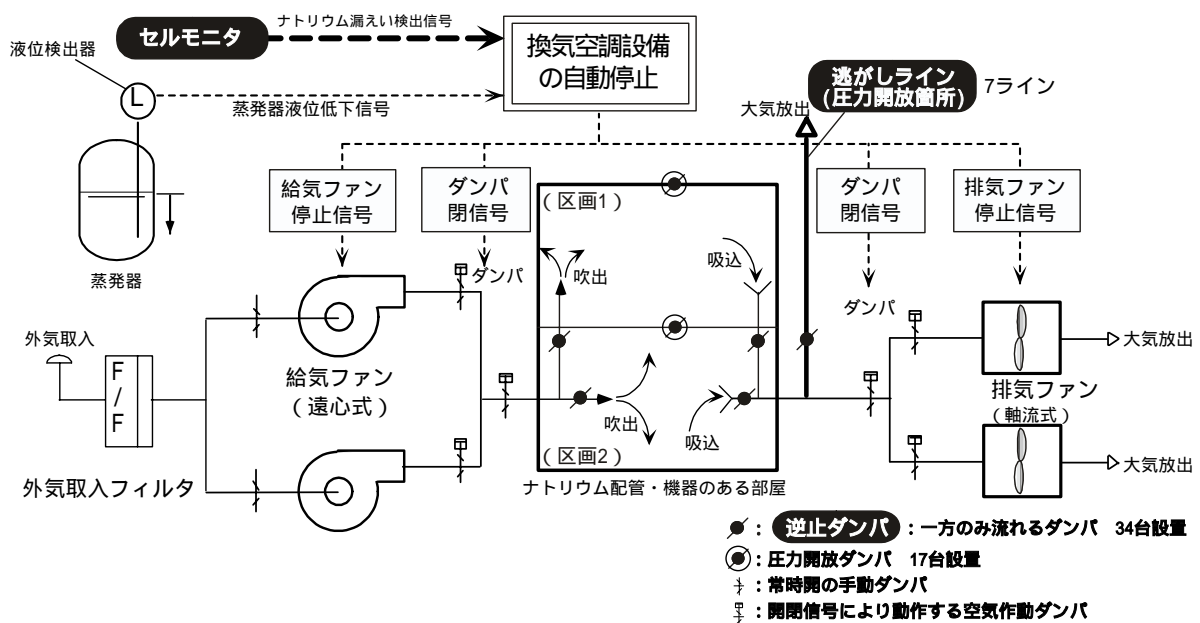 セルモニタ
ナトリウム漏えい検出信号
換気空調設備
の自動停止
液位検出器
L
蒸発器液位低下信号
大気放出
逃がしライン
(圧力開放箇所)
7ライン
給気ファン
停止信号
ダンパ
閉信号
(区画1)
ダンパ
閉信号
排気ファン
停止信号
蒸発器
ダンパ
吹出
吸込
ダンパ
外気取入
F/F
給気ファン
(遠心式)
大気放出
排気ファン
(軸流式)
吹出
吸込
(区画2)
大気放出
外気取入フィルタ
ナトリウム配管・機器のある部屋
: 逆止ダンパ : 一方のみ流れるダンパ 34台設置
: 圧力開放ダンパ 17台設置
: 常時開の手動ダンパ
: 開閉信号により動作する空気作動ダンパ